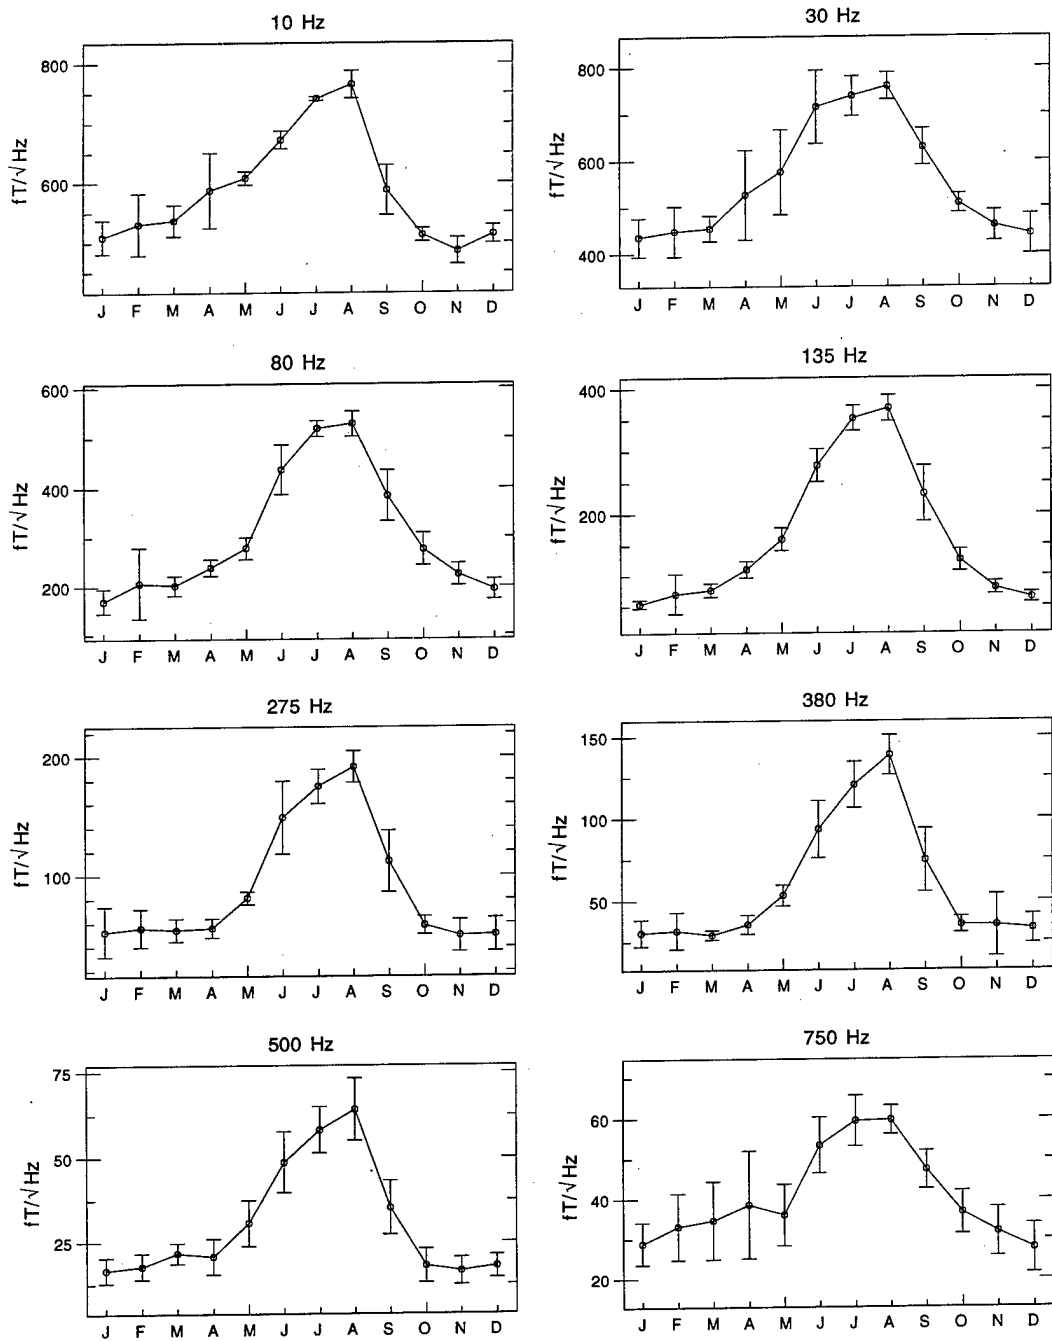 10 Hz
30 Hz
800
600
fT/√Hz
J F M A M J J A S O N D
800
600
400
fT/√Hz
J F M A M J J A S O N D
80 Hz
135 Hz
600
400
200
fT/√Hz
J F M A M J J A S O N D
400
200
fT/√Hz
J F M A M J J A S O N D
275 Hz
380 Hz
200
100
fT/√Hz
J F M A M J J A S O N D
150
100
50
fT/√Hz
J F M A M J J A S O N D
500 Hz
750 Hz
75
50
25
fT/√Hz
J F M A M J J A S O N D
60
40
20
fT/√Hz
J F M A M J J A S O N D